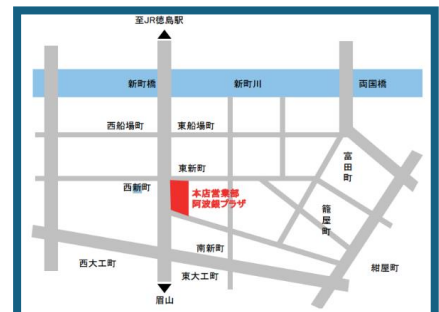 至JR徳島駅
新町橋
新町川
両国橋
西船場町
東船場町
東新町
富田町
西新町
本店営業部
阿波銀プラザ
籠屋町
南新町
西大工町
東大工町
紺屋町
眉山